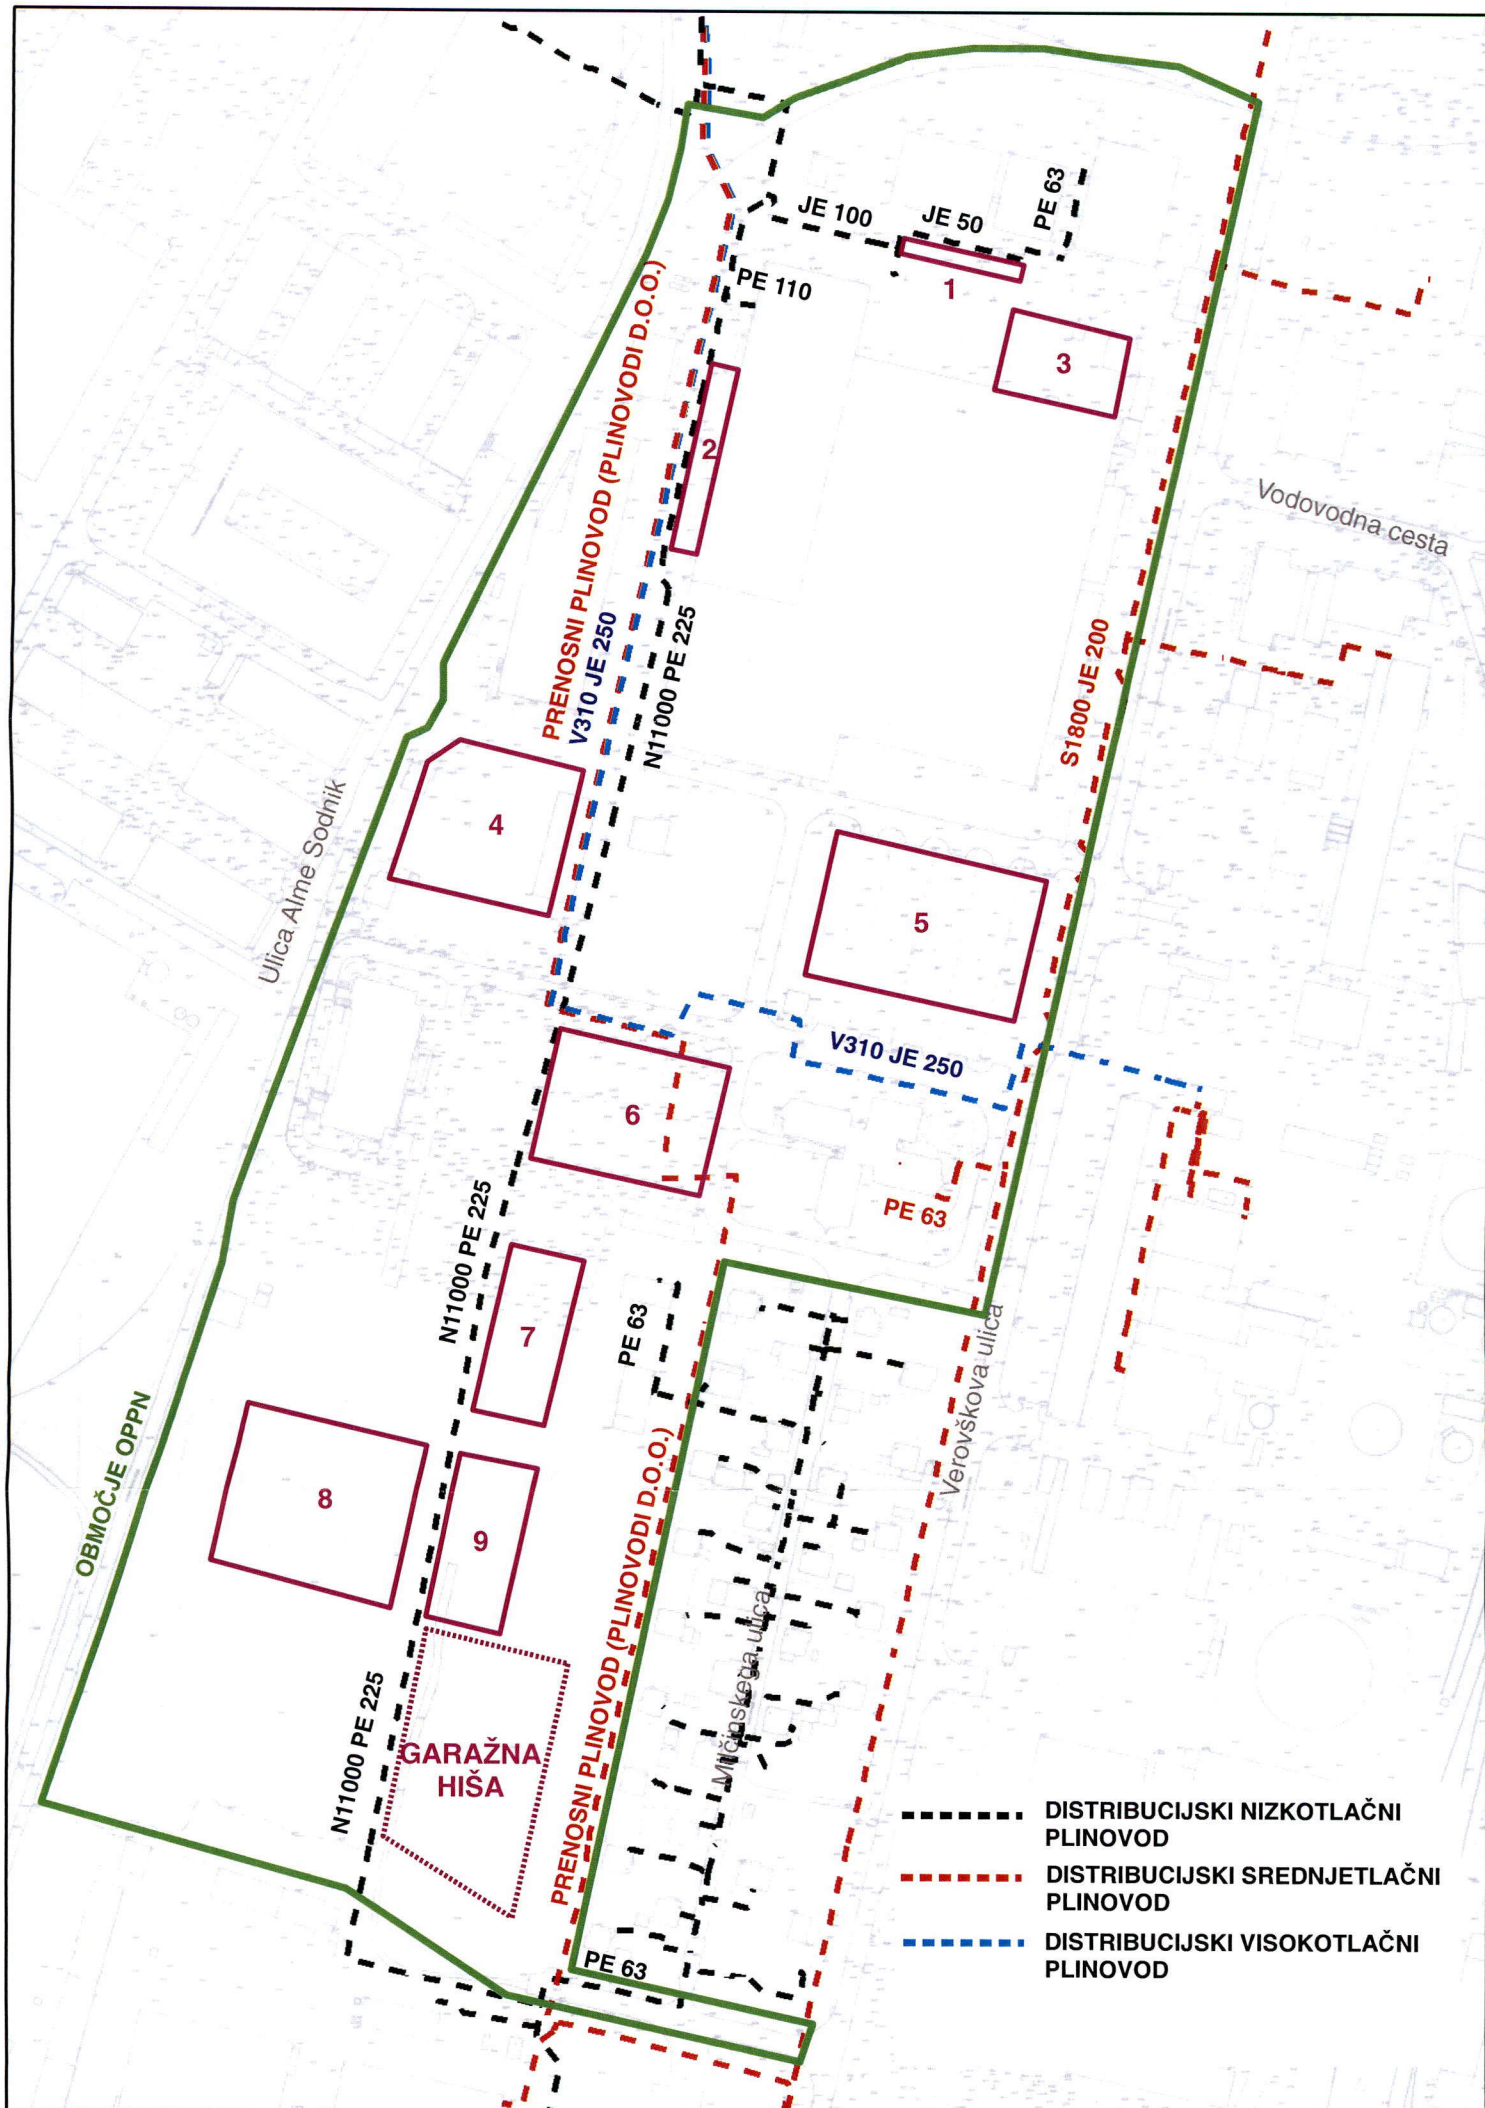 PE 63
JE 100
JE 50
1
PE 110
3
PRENOSNI PLINOVOD (PLINOVODI D.O.O.)
V310 JE 250
2
Vodovodna cesta
N11000 PE 225
S1800 JE 200
4
Ulica Alme Sodnik
5
V310 JE 250
6
PE 63
N11000 PE 225
7
PE 63
Verovškova ulica
OBMOČJE OPPN
8
9
PRENOSNI PLINOVOD (PLINOVODI D.O.O.)
Milčinskega ulica
N11000 PE 225
GARAŽNA
HIŠA
PE 63
DISTRIBUCIJSKI NIZKOTLAČNI
PLINOVOD
DISTRIBUCIJSKI SREDNJETLAČNI
PLINOVOD
DISTRIBUCIJSKI VISOKOTLAČNI
PLINOVOD